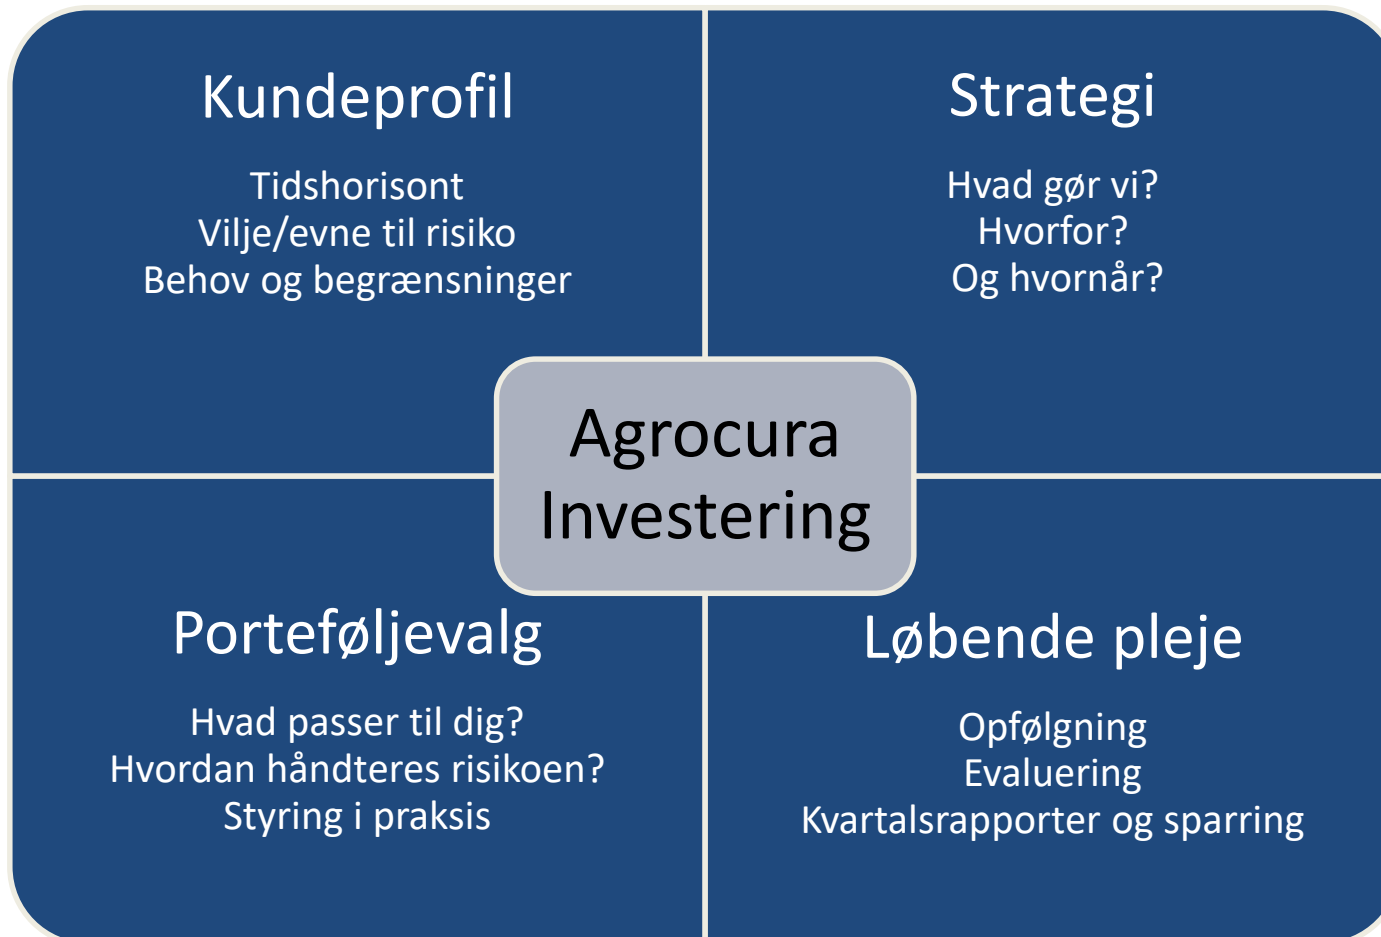 Kundeprofil
Tidshorisont
Vilje/evne til risiko
Behov og begrænsninger
Strategi
Hvad gør vi?
Hvorfor?
Og hvornår?
Agrocura
Investering
Porteføljevalg
Hvad passer til dig?
Hvordan håndteres risikoen?
Styring i praksis
Løbende pleje
Opfølgning
Evaluering
Kvartalsrapporter og sparring